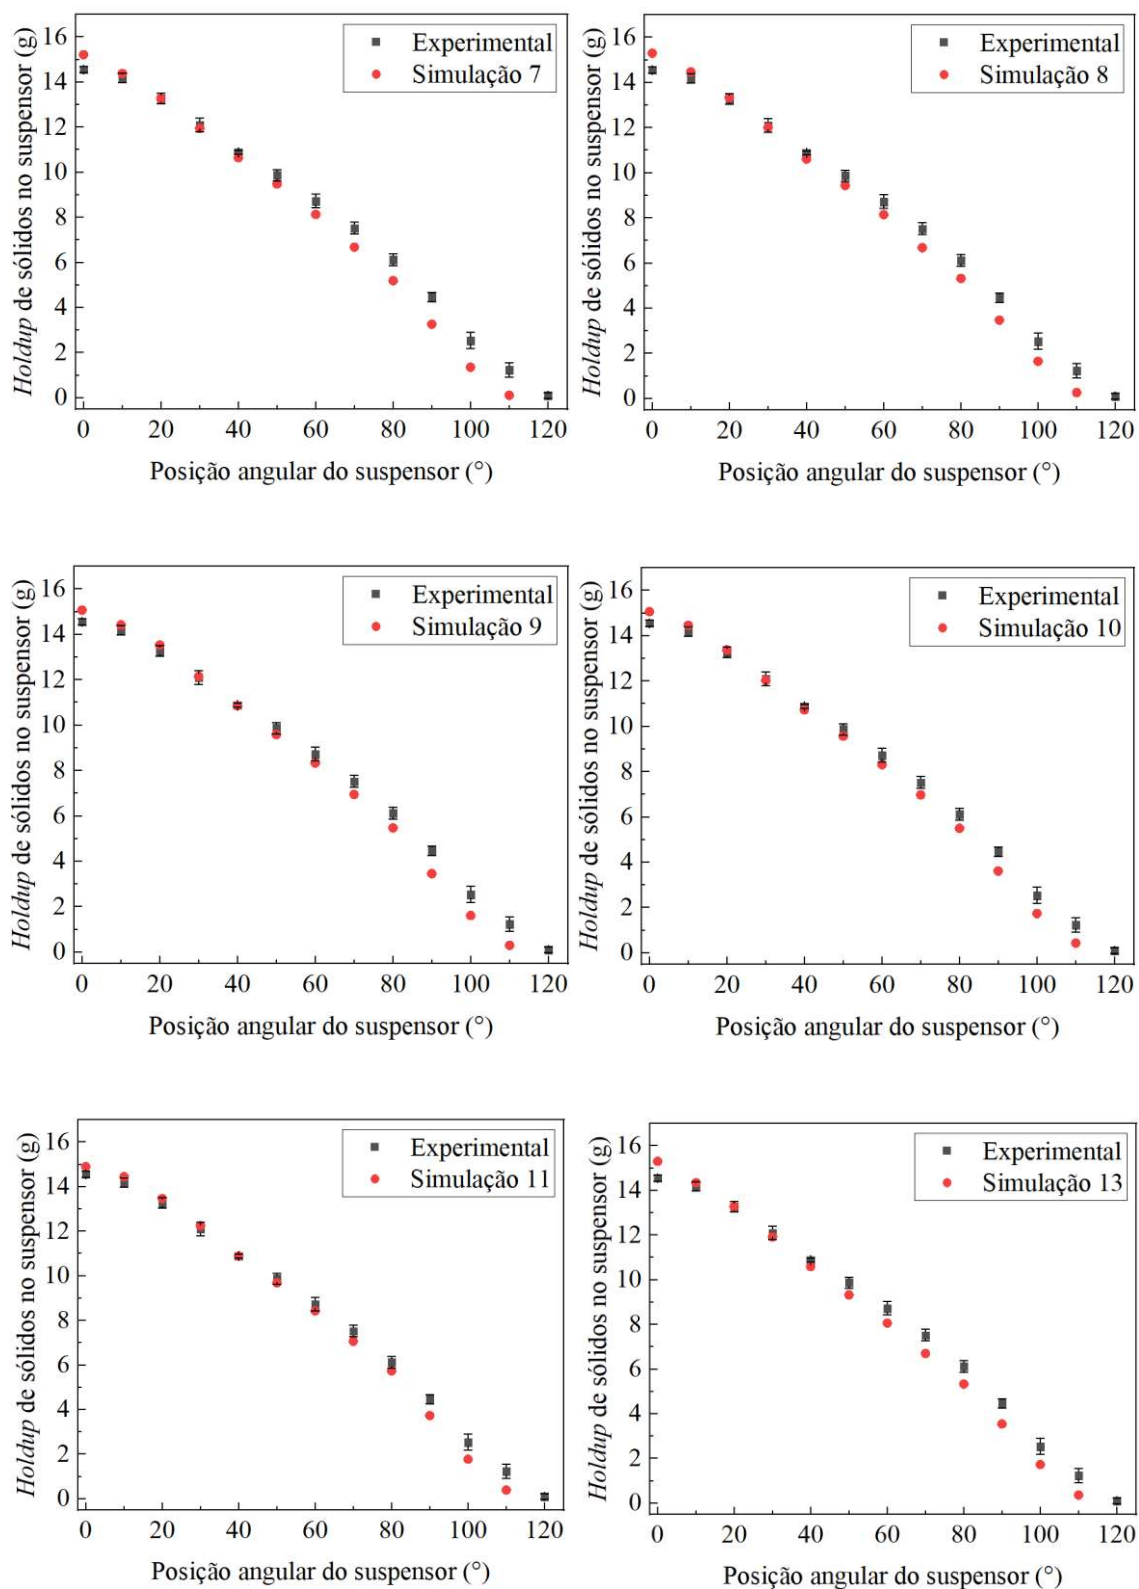 Holdup de sólidos no suspensor (g)
16
14
12
10
8
6
4
2
0
Experimental
Simulação 7
0 20 40 60 80 100 120
Posição angular do suspensor (°)
Holdup de sólidos no suspensor (g)
16
14
12
10
8
6
4
2
0
Experimental
Simulação 8
0 20 40 60 80 100 120
Posição angular do suspensor (°)
Holdup de sólidos no suspensor (g)
16
14
12
10
8
6
4
2
0
Experimental
Simulação 9
0 20 40 60 80 100 120
Posição angular do suspensor (°)
Holdup de sólidos no suspensor (g)
16
14
12
10
8
6
4
2
0
Experimental
Simulação 10
0 20 40 60 80 100 120
Posição angular do suspensor (°)
Holdup de sólidos no suspensor (g)
16
14
12
10
8
6
4
2
0
Experimental
Simulação 11
0 20 40 60 80 100 120
Posição angular do suspensor (°)
Holdup de sólidos no suspensor (g)
16
14
12
10
8
6
4
2
0
Experimental
Simulação 13
0 20 40 60 80 100 120
Posição angular do suspensor (°)